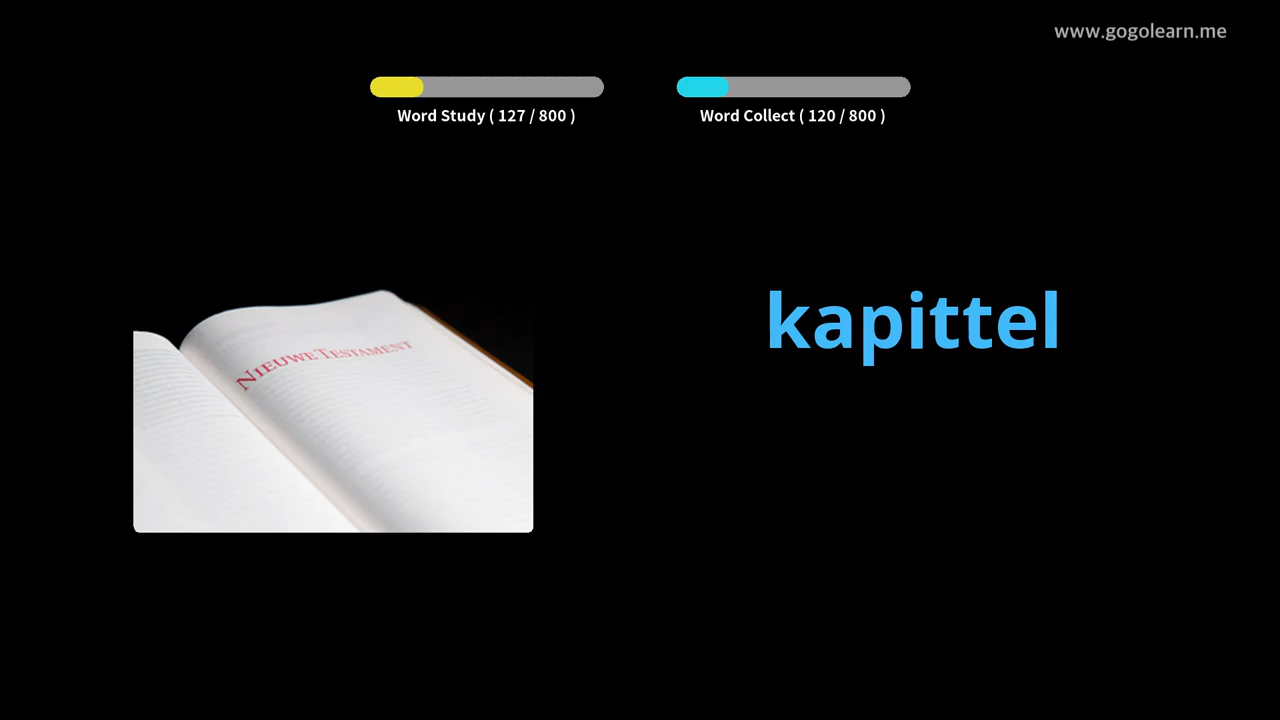 www.gogolearn.me
Word Study ( 127 / 800 )
Word Collect ( 120 / 800 )
NIEUWE TESTAMENT
kapittel